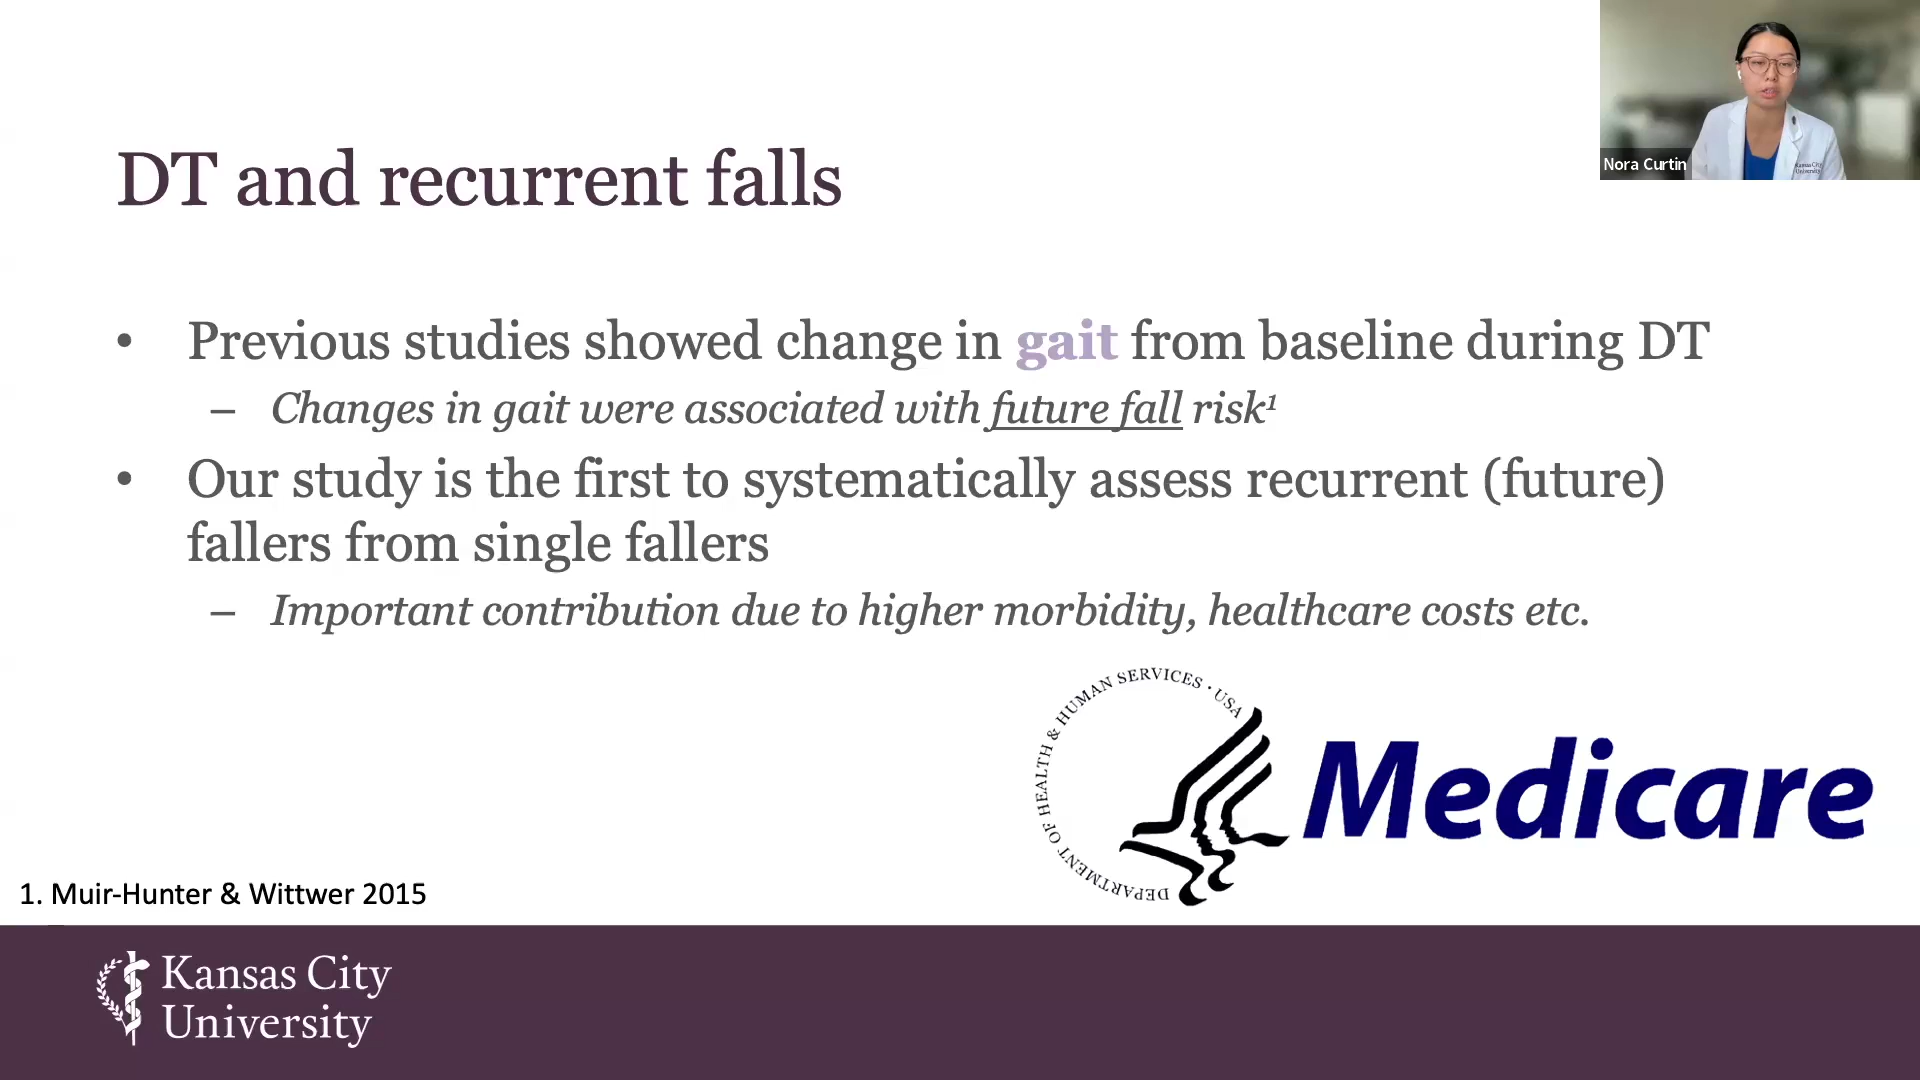 Nora Curtin
Kansas City
University
DT and recurrent falls
• Previous studies showed change in gait from baseline during DT
– Changes in gait were associated with future fall risk¹
• Our study is the first to systematically assess recurrent (future)
fallers from single fallers
– Important contribution due to higher morbidity, healthcare costs etc.
DEPARTMENT OF HEALTH & HUMAN SERVICES · USA
Medicare
1. Muir-Hunter & Wittwer 2015
Kansas City
University